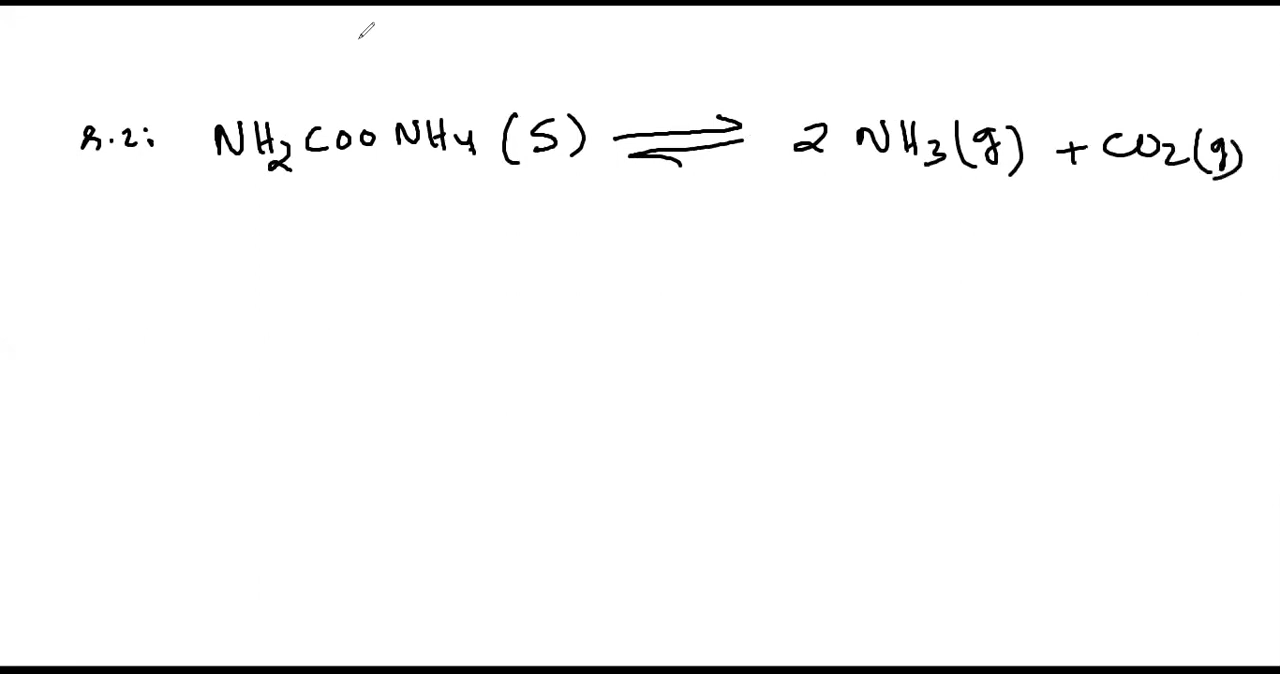 s.2: NH2COONH4 (S) ⇌ 2 NH3(g) + CO2(g)